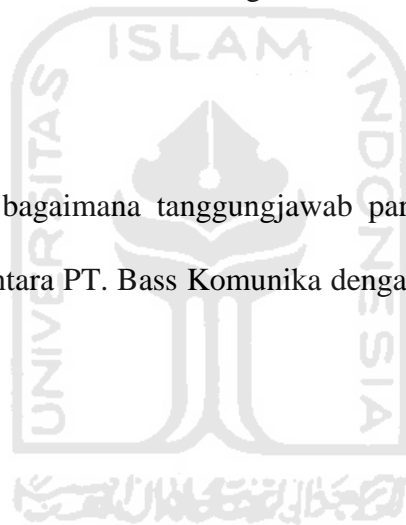 ISLAM
UNIVERSITAS
INDONESIA
bagaimana tanggungjawab par
ntara PT. Bass Komunika denga